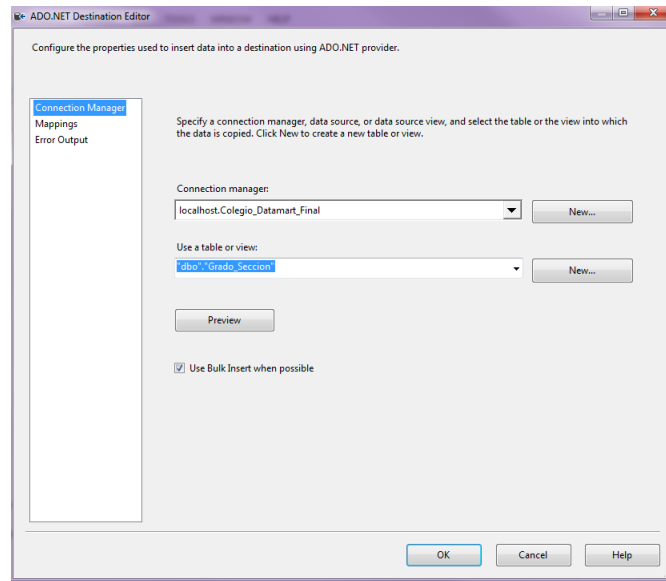 ADO.NET Destination Editor
Configure the properties used to insert data into a destination using ADO.NET provider.
Connection Manager
Mappings
Error Output
Specify a connection manager, data source, or data source view, and select the table or the view into which
the data is copied. Click New to create a new table or view.
Connection manager:
localhost.Colegio_Datamart_Final
New...
Use a table or view:
"dbo"."Grado_Seccion"
New...
Preview
Use Bulk Insert when possible
OK
Cancel
Help